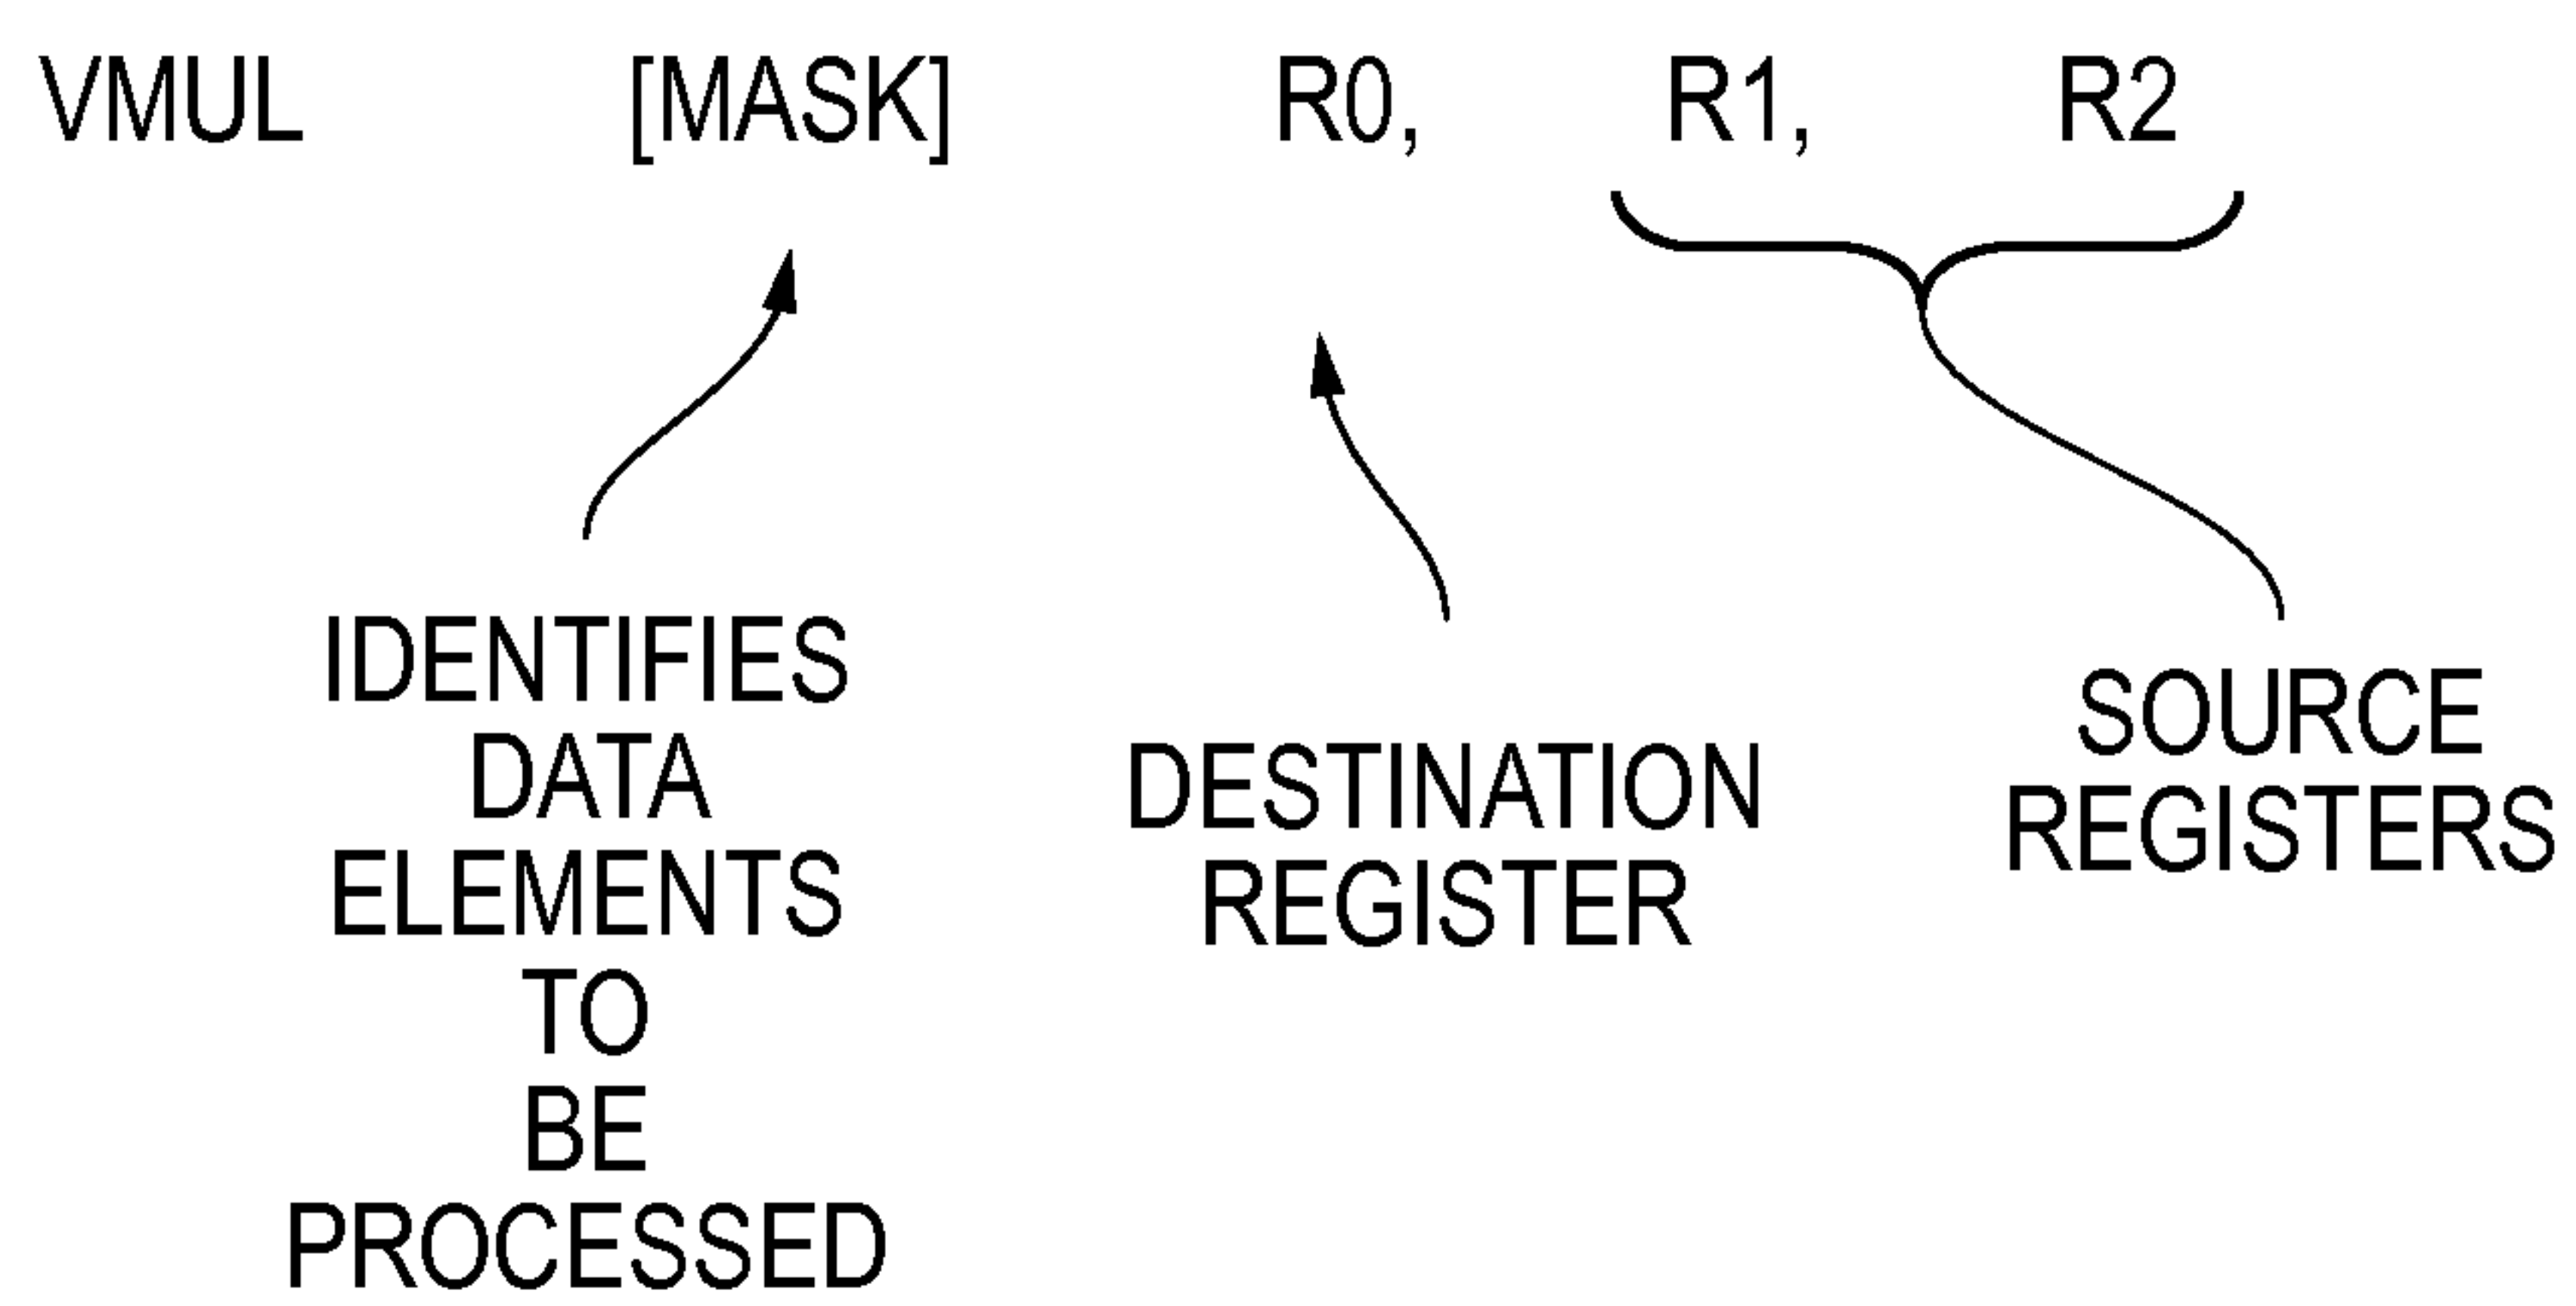 VMUL [MASK] R0, R1, R2
IDENTIFIES
DATA
ELEMENTS
TO
BE
PROCESSED
DESTINATION
REGISTER
SOURCE
REGISTERS